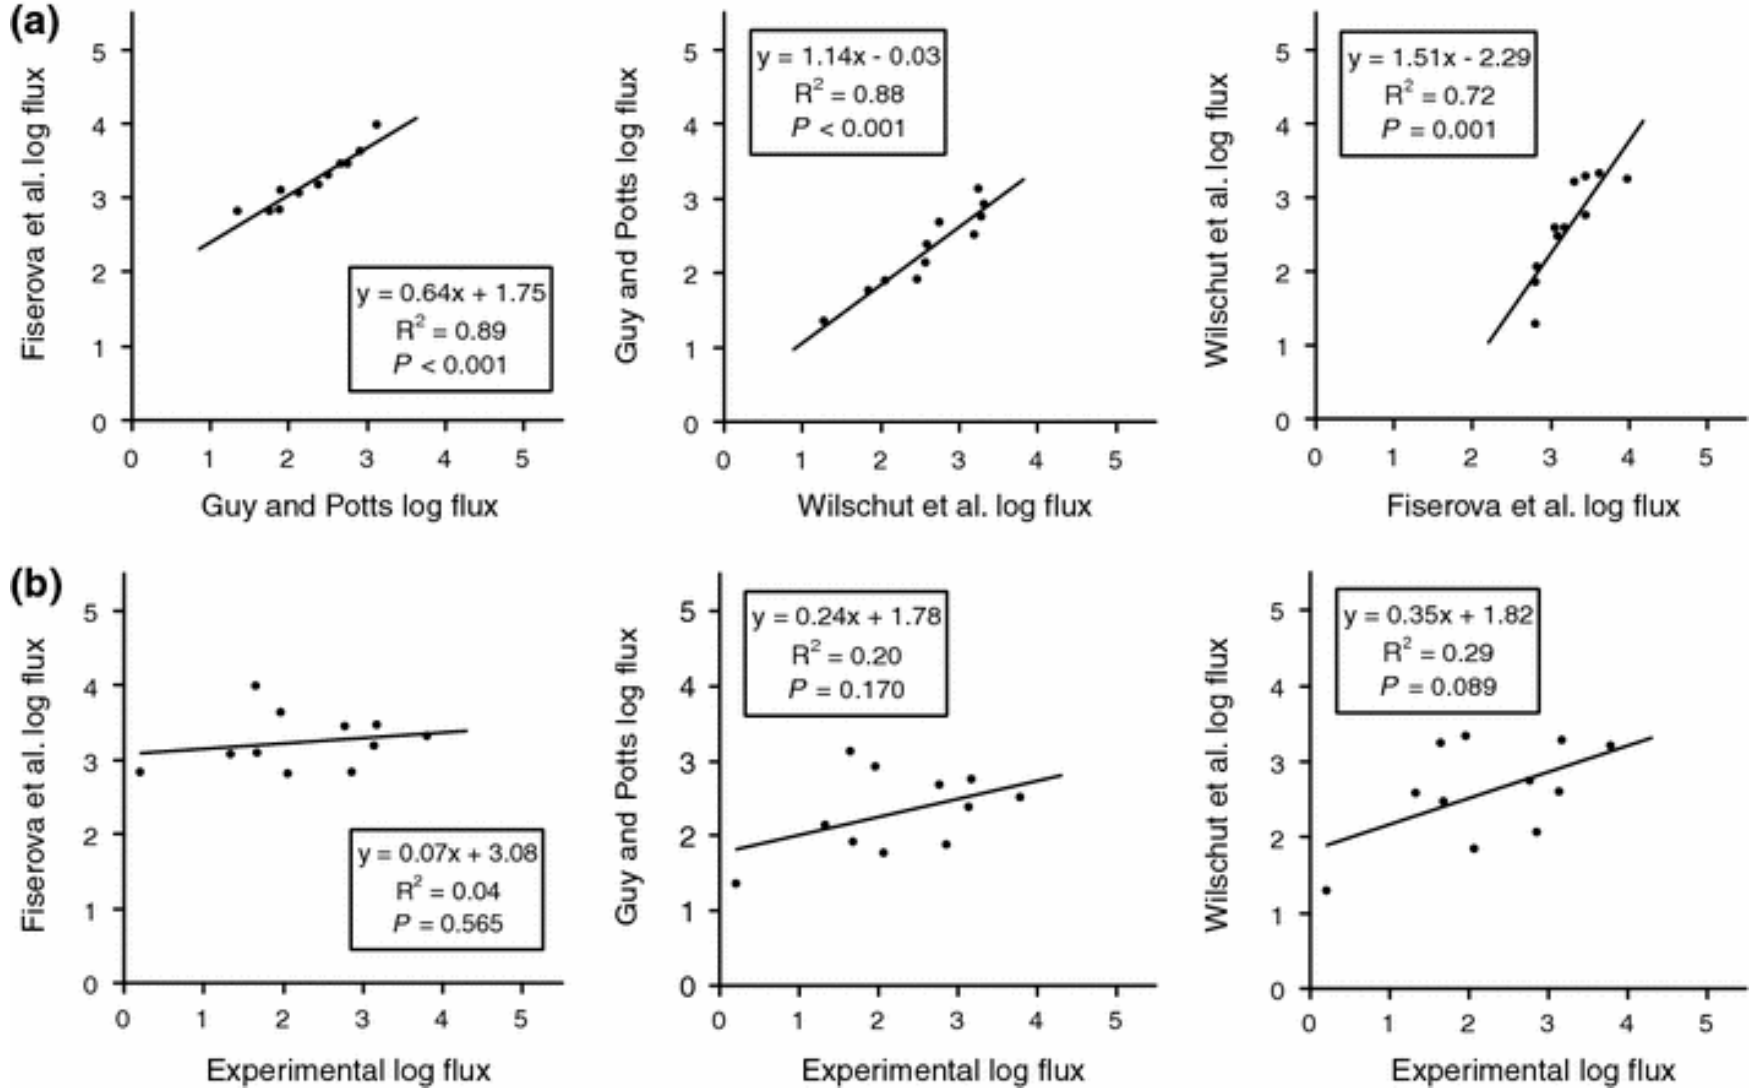 (a)
5
4
3
2
1
0
Fiserova et al. log flux
y = 0.64x + 1.75
R² = 0.89
P < 0.001
0 1 2 3 4 5
Guy and Potts log flux
5
4
3
2
1
0
Guy and Potts log flux
y = 1.14x - 0.03
R² = 0.88
P < 0.001
0 1 2 3 4 5
Wilschut et al. log flux
5
4
3
2
1
0
Wilschut et al. log flux
y = 1.51x - 2.29
R² = 0.72
P = 0.001
0 1 2 3 4 5
Fiserova et al. log flux
(b)
5
4
3
2
1
0
Fiserova et al. log flux
y = 0.07x + 3.08
R² = 0.04
P = 0.565
0 1 2 3 4 5
Experimental log flux
5
4
3
2
1
0
Guy and Potts log flux
y = 0.24x + 1.78
R² = 0.20
P = 0.170
0 1 2 3 4 5
Experimental log flux
5
4
3
2
1
0
Wilschut et al. log flux
y = 0.35x + 1.82
R² = 0.29
P = 0.089
0 1 2 3 4 5
Experimental log flux